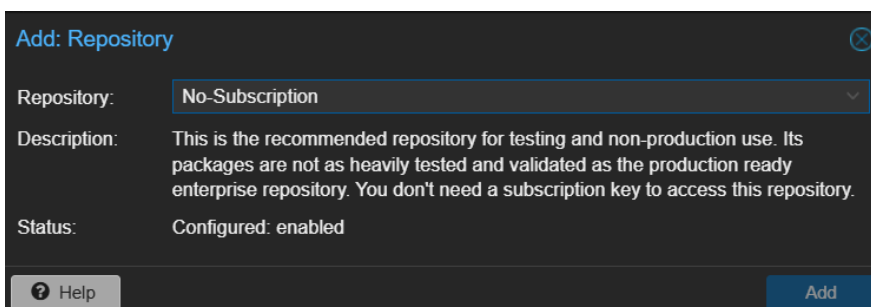 Add: Repository
Repository: No-Subscription
Description: This is the recommended repository for testing and non-production use. Its
packages are not as heavily tested and validated as the production ready
enterprise repository. You don't need a subscription key to access this repository.
Status: Configured: enabled
Help Add